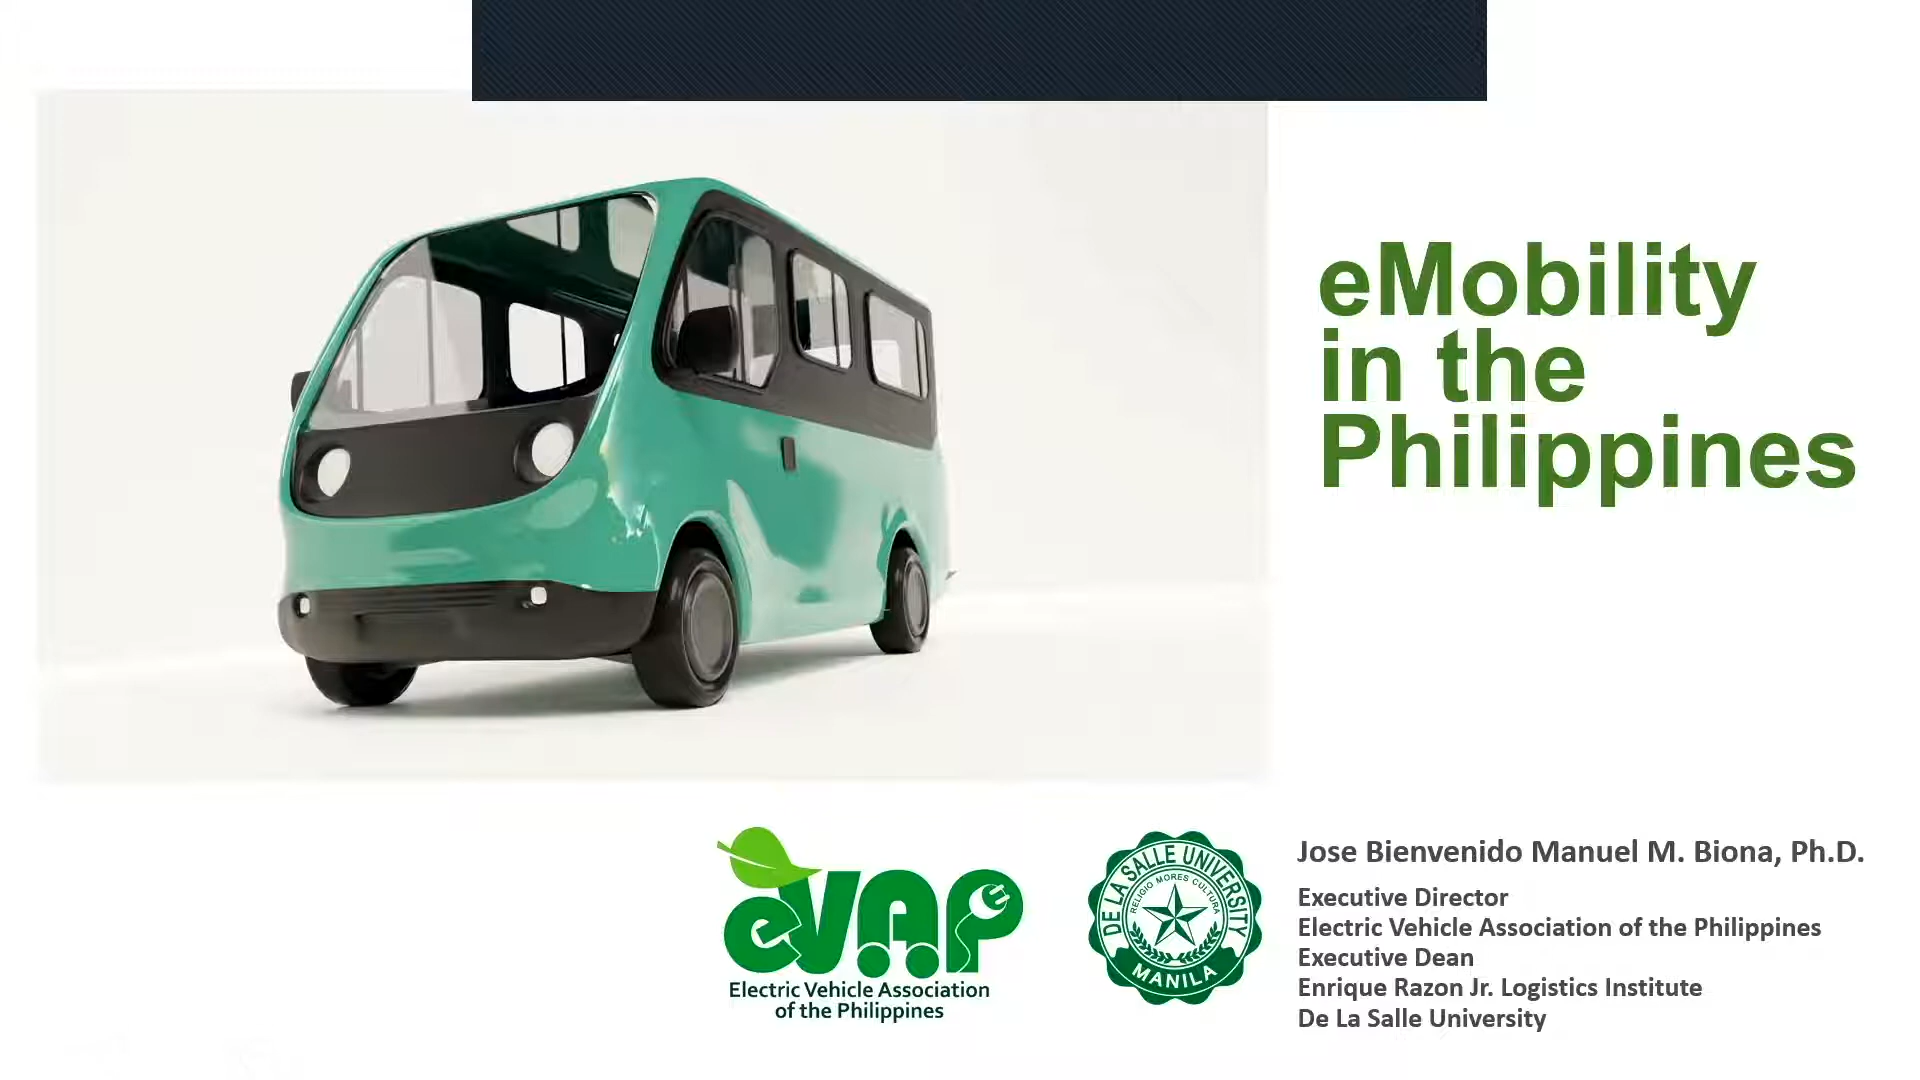 eMobility
in the
Philippines
eVAP
Electric Vehicle Association
of the Philippines
DE LA SALLE UNIVERSITY
RELIGIO MORES CULTURA
MANILA
Jose Bienvenido Manuel M. Biona, Ph.D.
Executive Director
Electric Vehicle Association of the Philippines
Executive Dean
Enrique Razon Jr. Logistics Institute
De La Salle University